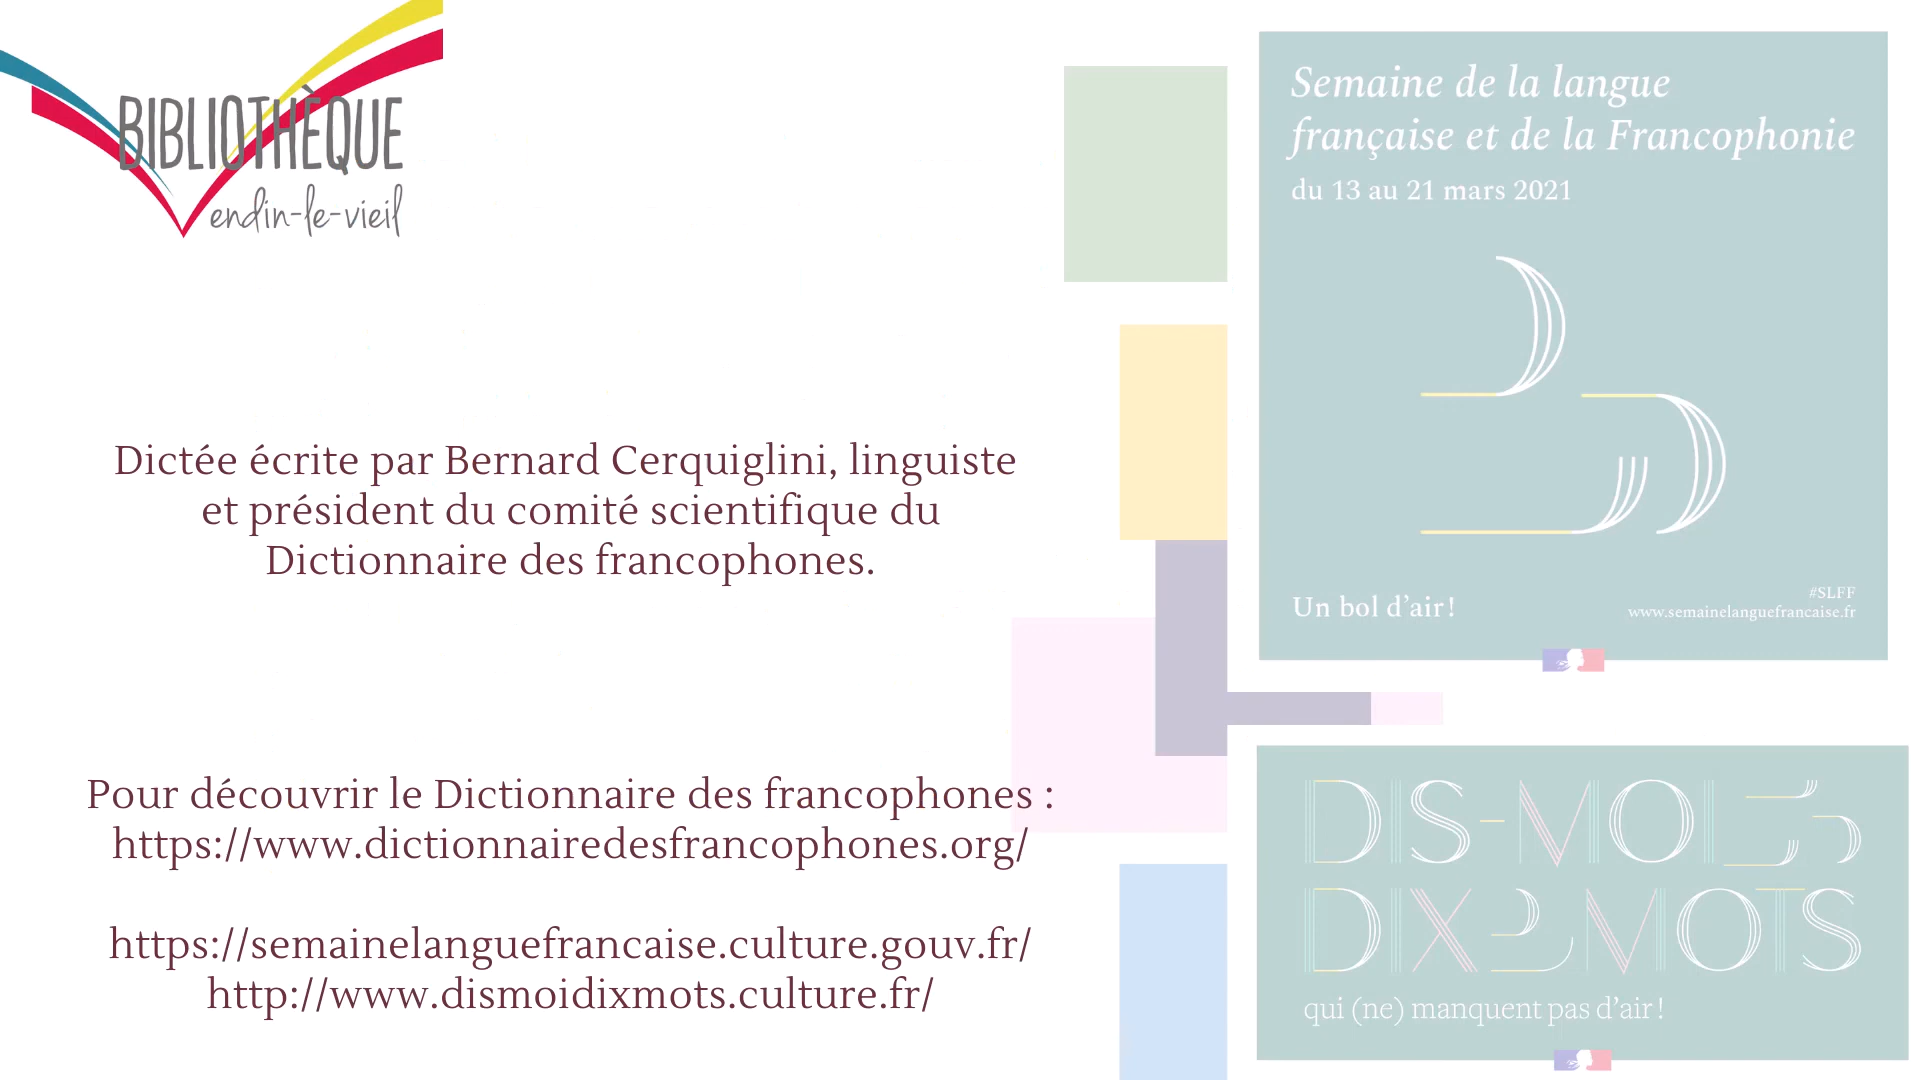 BIBLIOTHÈQUE
endin-le-vieil
Dictée écrite par Bernard Cerquiglini, linguiste
et président du comité scientifique du
Dictionnaire des francophones.
Pour découvrir le Dictionnaire des francophones :
https://www.dictionnairedesfrancophones.org/
https://semainelanguefrancaise.culture.gouv.fr/
http://www.dismoidixmots.culture.fr/
Semaine de la langue
française et de la Francophonie
du 13 au 21 mars 2021
Un bol d'air !
#SLFF
www.semainelanguefrancaise.fr
DIS-MOI
DIX MOTS
qui (ne) manquent pas d'air !